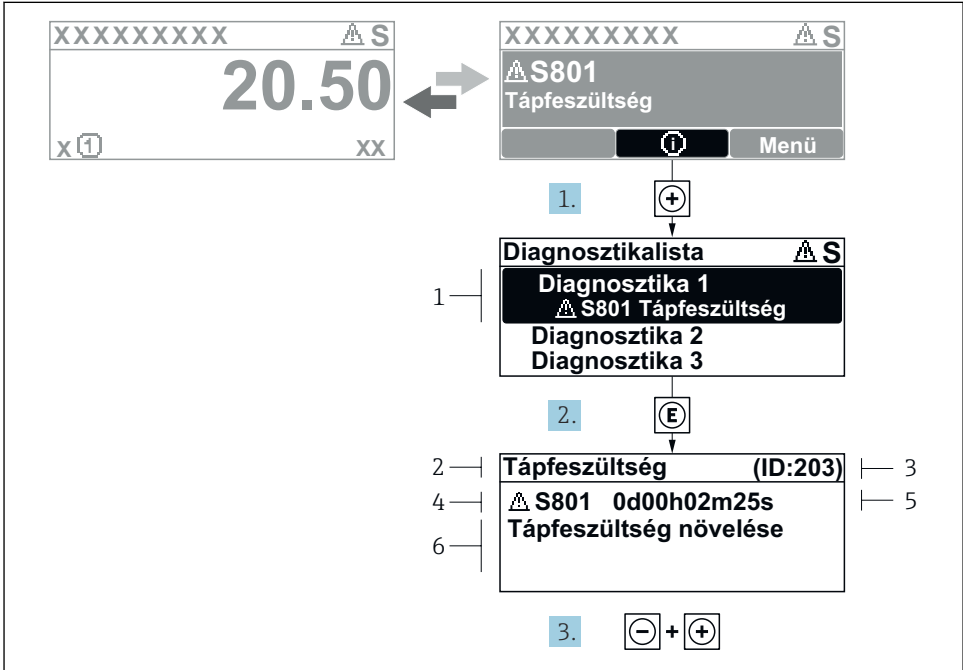 XXXXXXXXX ⚠ S
20.50
x ① XX
XXXXXXXXX ⚠ S
⚠ S801
Tápfeszültség
ⓘ Menü
1. +
Diagnosztikalista ⚠ S
1
Diagnosztika 1
⚠ S801 Tápfeszültség
Diagnosztika 2
Diagnosztika 3
2. E
2 Tápfeszültség (ID:203) 3
4 ⚠ S801 0d00h02m25s 5
6 Tápfeszültség növelése
3. − + +